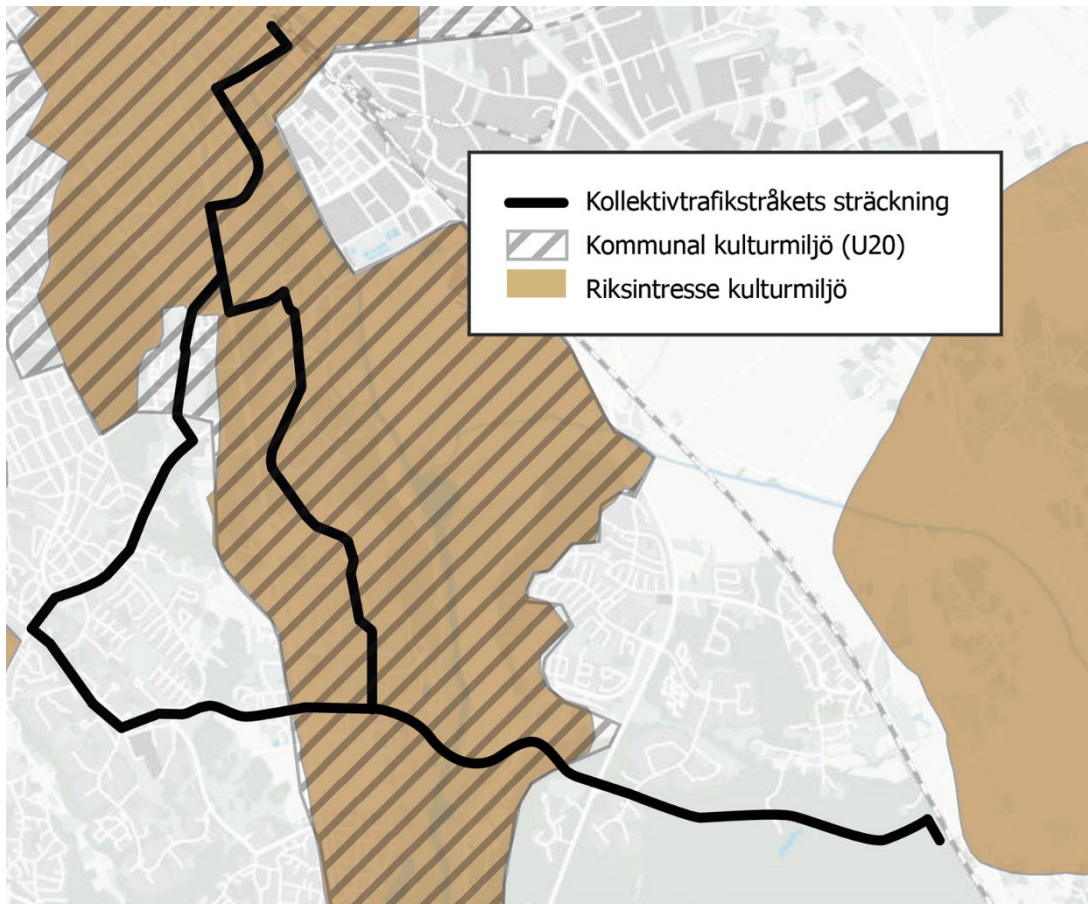 Kollektivtrafikstråkets sträckning
Kommunal kulturmiljö (U20)
Riksintresse kulturmiljö